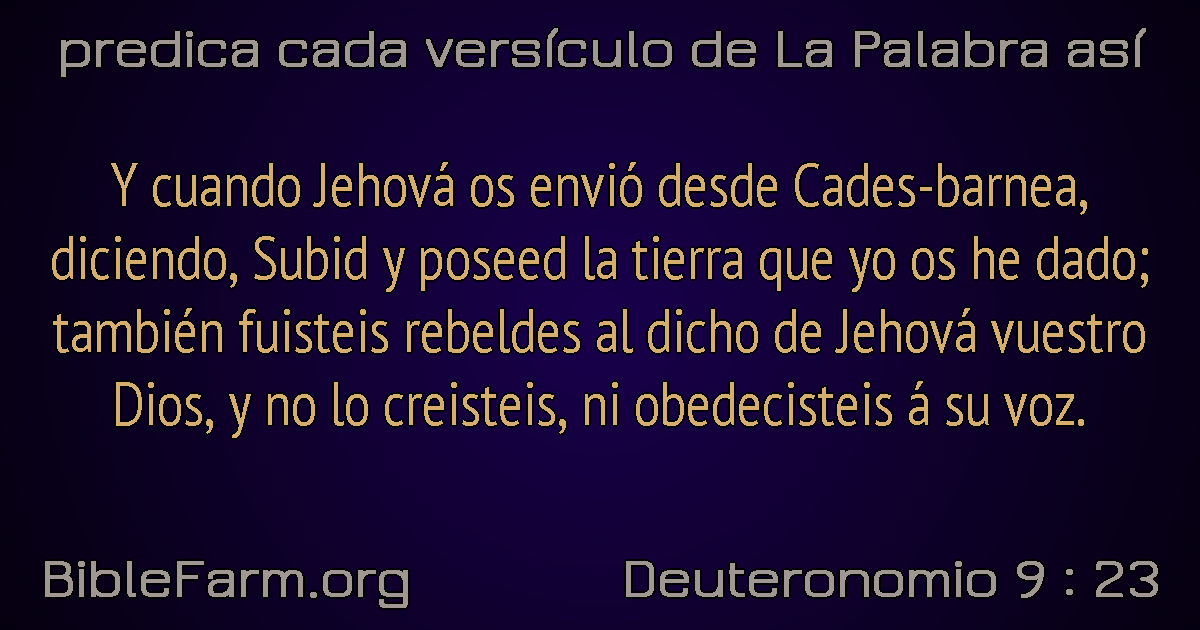 predica cada versículo de La Palabra así
Y cuando Jehová os envió desde Cades-barnea,
diciendo, Subid y poseed la tierra que yo os he dado;
también fuisteis rebeldes al dicho de Jehová vuestro
Dios, y no lo creisteis, ni obedecisteis á su voz.
BibleFarm.org
Deuteronomio 9 : 23